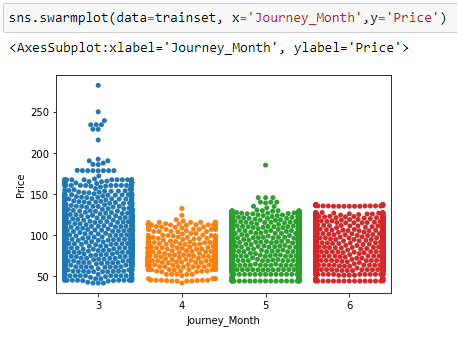 sns.swarmplot(data=trainset, x='Journey_Month',y='Price')
<AxesSubplot:xlabel='Journey_Month', ylabel='Price'>
250
200
150
100
50
Price
3 4 5 6
Journey_Month